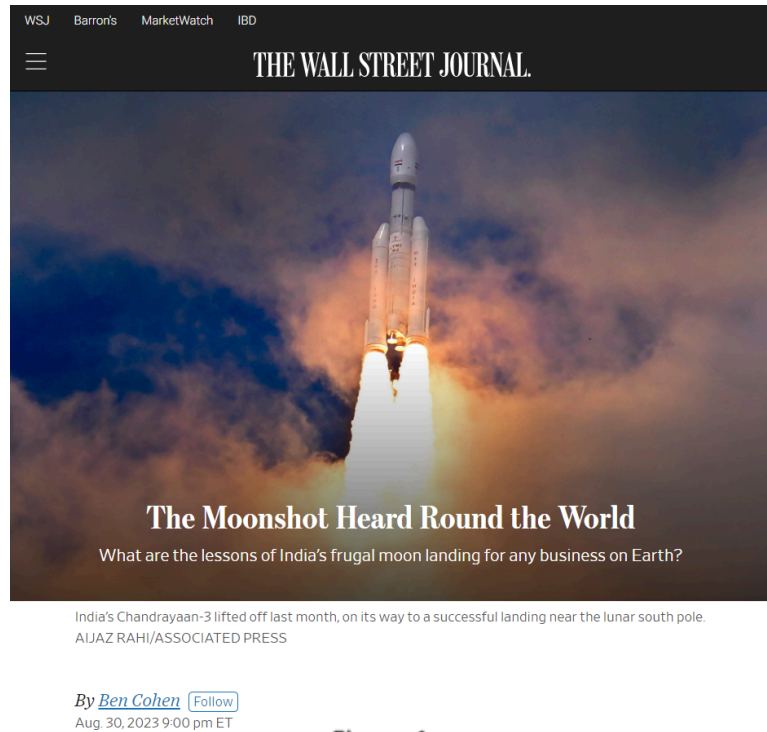 WSJ Barron's MarketWatch IBD
THE WALL STREET JOURNAL.
The Moonshot Heard Round the World
What are the lessons of India's frugal moon landing for any business on Earth?
India's Chandrayaan-3 lifted off last month, on its way to a successful landing near the lunar south pole.
AIJAZ RAHI/ASSOCIATED PRESS
By Ben Cohen Follow
Aug. 30, 2023 9:00 pm ET